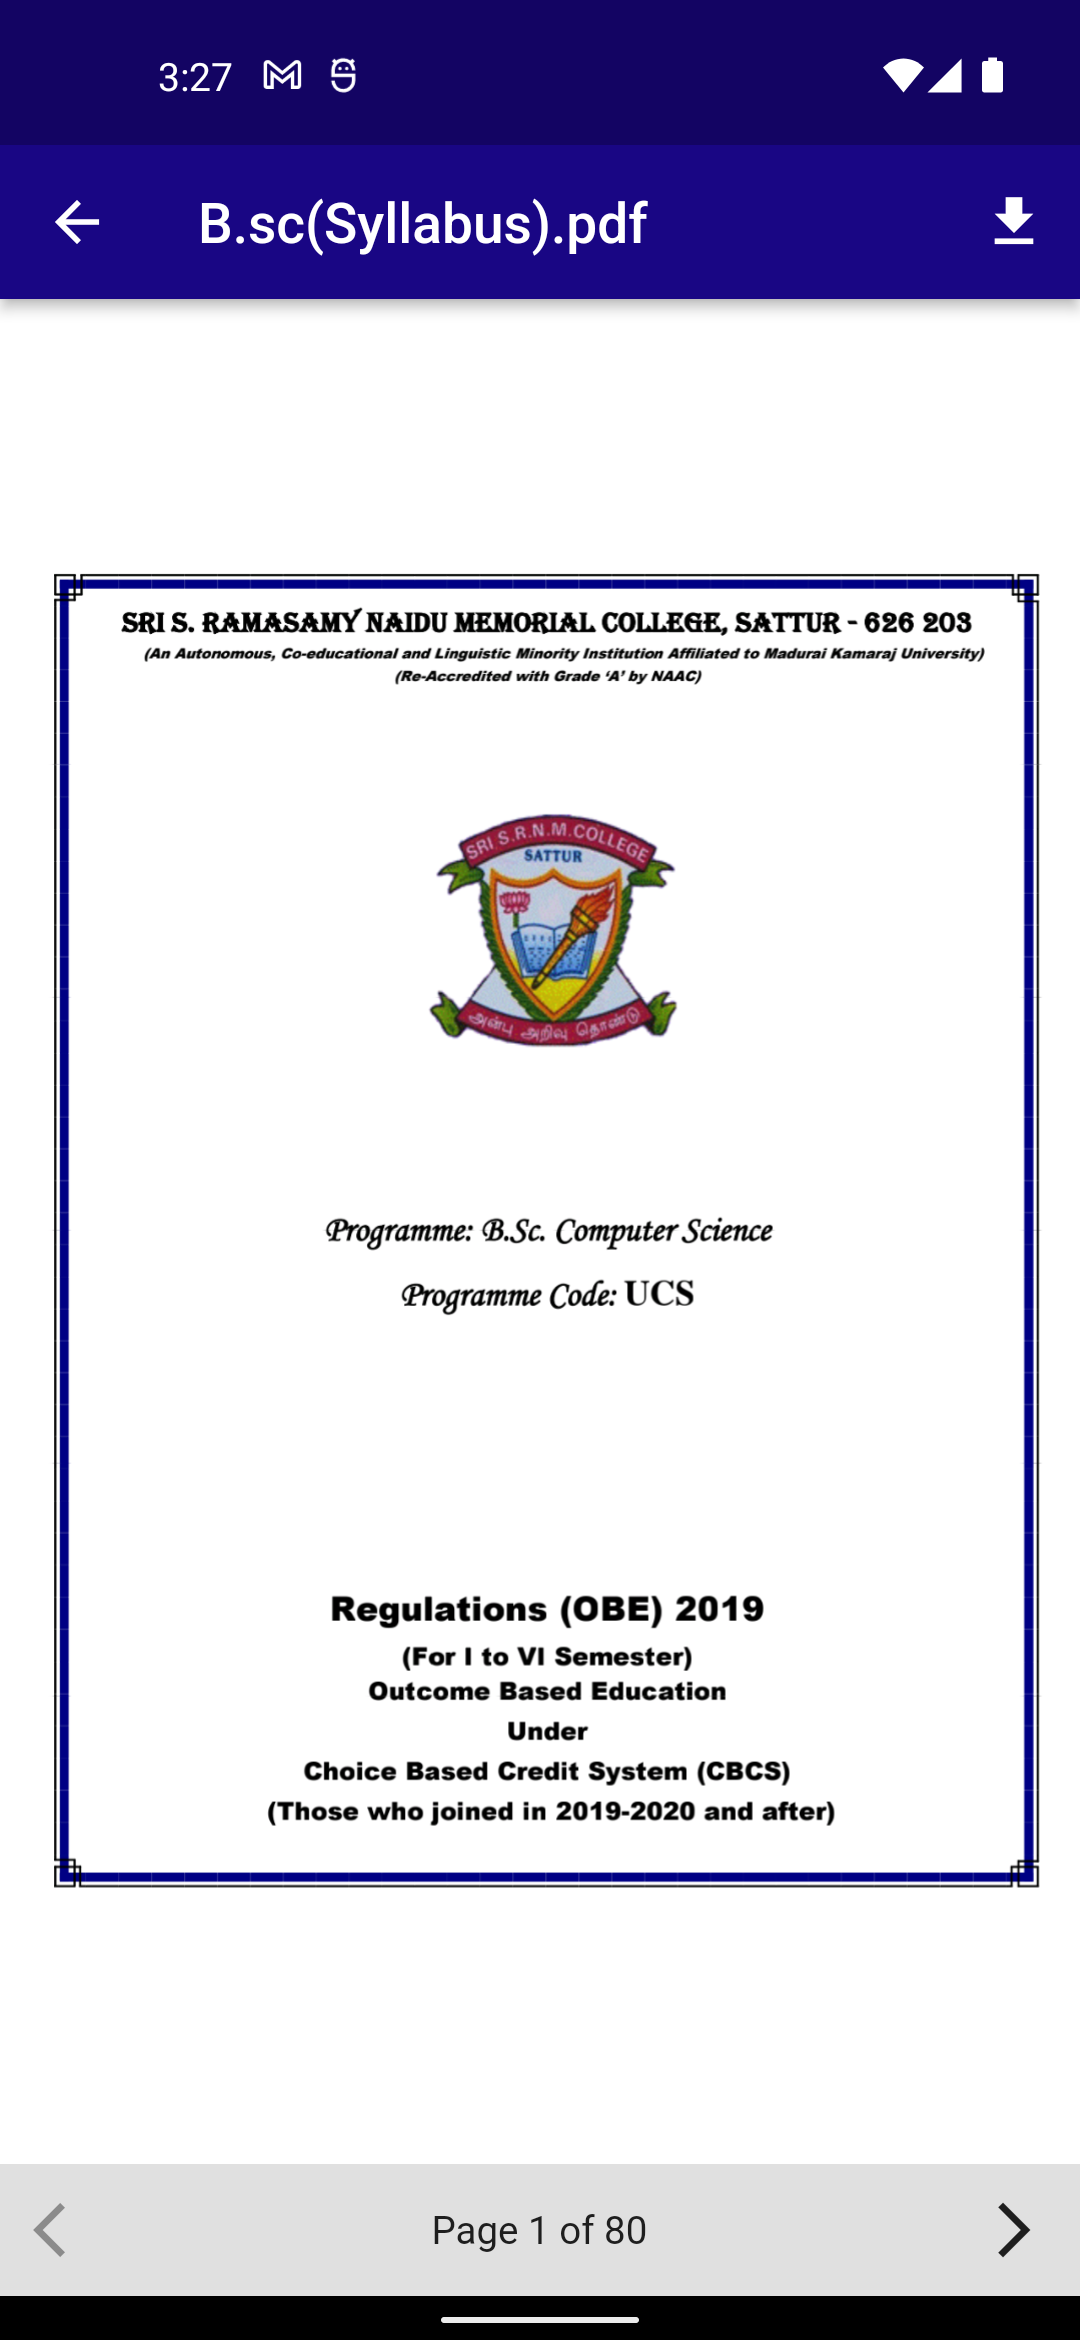 3:27
B.sc(Syllabus).pdf
SRI S. RAMASAMY NAIDU MEMORIAL COLLEGE, SATTUR - 626 203
(An Autonomous, Co-educational and Linguistic Minority Institution Affiliated to Madurai Kamaraj University)
(Re-Accredited with Grade ‘A’ by NAAC)
SRI S.R.N.M.COLLEGE
SATTUR
அன்பு அறிவு தொண்டு
Programme: B.Sc. Computer Science
Programme Code: UCS
Regulations (OBE) 2019
(For I to VI Semester)
Outcome Based Education
Under
Choice Based Credit System (CBCS)
(Those who joined in 2019-2020 and after)
Page 1 of 80